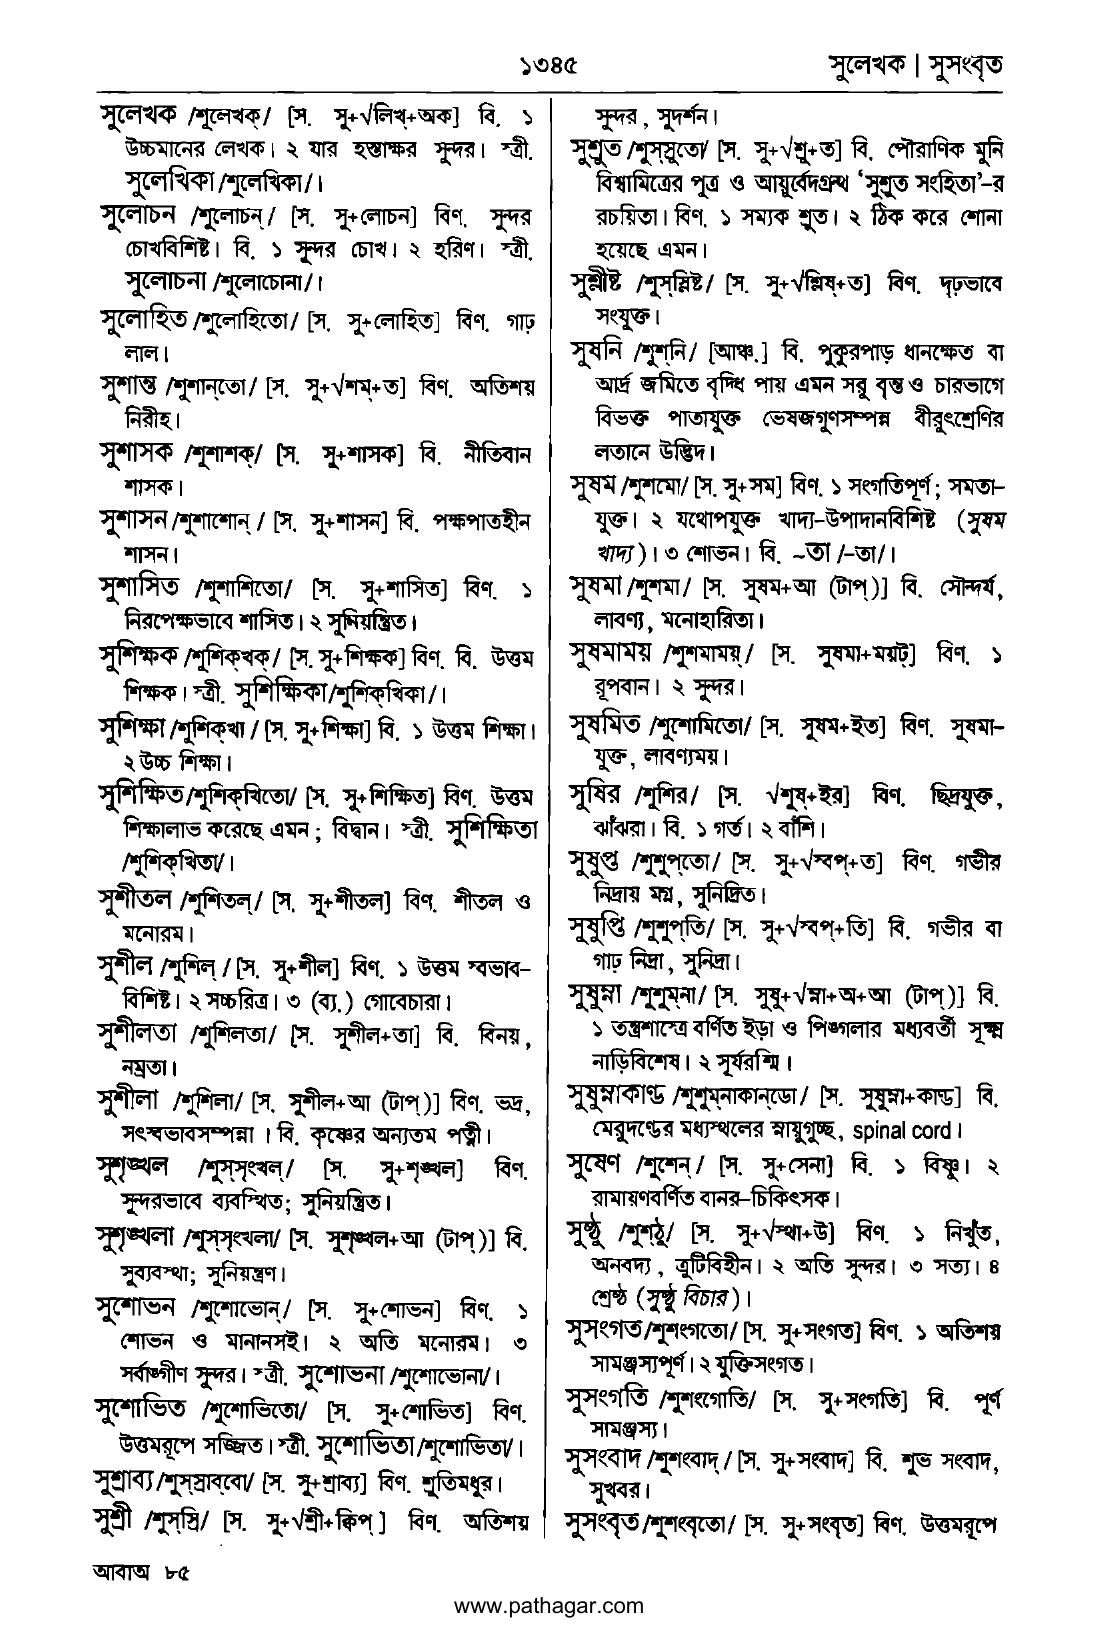 ১৩৪৫
সুলেখক | সুসংবৃত
সুলেখক /শুলেখক্/ [স. সু+√লিখ্+অক] বি. ১
উচ্চমানের লেখক। ২ যার হস্তাক্ষর সুন্দর। স্ত্রী.
সুলেখিকা /শুলেখিকা/।
সুলোচন /শুলোচন্/ [স. সু+লোচন] বিণ. সুন্দর
চোখবিশিষ্ট। বি. ১ সুন্দর চোখ। ২ হরিণ। স্ত্রী.
সুলোচনা /শুলোচোনা/।
সুলোহিত /শুলোহিতো/ [স. সু+লোহিত] বিণ. গাঢ়
লাল।
সুশান্ত /শুশান্‌তো/ [স. সু+√শম্+ত] বিণ. অতিশয়
নিরীহ।
সুশাসক /শুশাশক্/ [স. সু+শাসক] বি. নীতিবান
শাসক।
সুশাসন /শুশাশোন্ / [স. সু+শাসন] বি. পক্ষপাতহীন
শাসন।
সুশাসিত /শুশাশিতো/ [স. সু+শাসিত] বিণ. ১
নিরপেক্ষভাবে শাসিত। ২ সুনিয়ন্ত্রিত।
সুশিক্ষক /শুশিক্‌খক্/ [স. সু+শিক্ষক] বিণ. বি. উত্তম
শিক্ষক। স্ত্রী. সুশিক্ষিকা /শুশিক্‌খিকা/।
সুশিক্ষা /শুশিক্‌খা / [স. সু+শিক্ষা] বি. ১ উত্তম শিক্ষা।
২ উচ্চ শিক্ষা।
সুশিক্ষিত /শুশিক্‌খিতো/ [স. সু+শিক্ষিত] বিণ. উত্তম
শিক্ষালাভ করেছে এমন ; বিদ্বান। স্ত্রী. সুশিক্ষিতা
/শুশিক্‌খিতা/।
সুশীতল /শুশিতল্/ [স. সু+শীতল] বিণ. শীতল ও
মনোরম।
সুশীল /শুশিল্ / [স. সু+শীল] বিণ. ১ উত্তম স্বভাব-
বিশিষ্ট। ২ সচ্চরিত্র। ৩ (ব্য.) গোবেচারা।
সুশীলতা /শুশিলতা/ [স. সুশীল+তা] বি. বিনয়,
নম্রতা।
সুশীলা /শুশিলা/ [স. সুশীল+আ (টাপ্)] বিণ. ভদ্র,
সৎস্বভাবসম্পন্না । বি. কৃষ্ণের অন্যতম পত্নী।
সুশৃঙ্খল /শুস্‌সৃংখল্/ [স. সু+শৃঙ্খল] বিণ.
সুন্দরভাবে ব্যবস্থিত; সুনিয়ন্ত্রিত।
সুশৃঙ্খলা /শুস্‌সৃংখলা/ [স. সুশৃঙ্খল+আ (টাপ্)] বি.
সুব্যবস্থা; সুনিয়ন্ত্রণ।
সুশোভন /শুশোভোন্/ [স. সু+শোভন] বিণ. ১
শোভন ও মানানসই। ২ অতি মনোরম। ৩
সর্বাঙ্গীণ সুন্দর। স্ত্রী. সুশোভনা /শুশোভোনা/।
সুশোভিত /শুশোভিতো/ [স. সু+শোভিত] বিণ.
উত্তমরূপে সজ্জিত। স্ত্রী. সুশোভিতা /শুশোভিতা/।
সুশ্রাব্য /শুস্‌স্রাব্‌বো/ [স. সু+শ্রাব্য] বিণ. শ্রুতিমধুর।
সুশ্রী /শুস্‌স্রি/ [স. সু+√শ্রী+ক্বিপ্ ] বিণ. অতিশয়
সুন্দর , সুদর্শন।
সুশ্রুত /শুস্‌স্রুতো/ [স. সু+√শ্রু+ত] বি. পৌরাণিক মুনি
বিশ্বামিত্রের পুত্র ও আয়ুর্বেদগ্রন্থ ‘সুশ্রুত সংহিতা’-র
রচয়িতা। বিণ. ১ সম্যক শ্রুত। ২ ঠিক করে শোনা
হয়েছে এমন।
সুশ্লীষ্ট /শুস্‌স্লিষ্ট/ [স. সু+√শ্লিষ্+ত] বিণ. দৃঢ়ভাবে
সংযুক্ত।
সুষনি /শুশ্‌নি/ [আঞ্চ.] বি. পুকুরপাড় ধানক্ষেত বা
আর্দ্র জমিতে বৃদ্ধি পায় এমন সরু বৃন্ত ও চারভাগে
বিভক্ত পাতাযুক্ত ভেষজগুণসম্পন্ন বীরুৎশ্রেণির
লতানে উদ্ভিদ।
সুষম /শুশমো/ [স. সু+সম] বিণ. ১ সংগতিপূর্ণ ; সমতা-
যুক্ত। ২ যথোপযুক্ত খাদ্য-উপাদানবিশিষ্ট (সুষম
খাদ্য)। ৩ শোভন। বি. ~তা /-তা/।
সুষমা /শুশমা/ [স. সুষম+আ (টাপ্)] বি. সৌন্দর্য,
লাবণ্য, মনোহারিতা।
সুষমাময় /শুশমাময়্/ [স. সুষমা+ময়ট্] বিণ. ১
রূপবান। ২ সুন্দর।
সুষমিত /শুশোমিতো/ [স. সুষম+ইত] বিণ. সুষমা-
যুক্ত , লাবণ্যময়।
সুষির /শুশির/ [স. √শুষ্+ইর] বিণ. ছিদ্রযুক্ত,
ঝাঁঝরা। বি. ১ গর্ত। ২ বাঁশি।
সুষুপ্ত /শুশুপ্‌তো/ [স. সু+√স্বপ্+ত] বিণ. গভীর
নিদ্রায় মগ্ন, সুনিদ্রিত।
সুষুপ্তি /শুশুপ্‌তি/ [স. সু+√স্বপ্+তি] বি. গভীর বা
গাঢ় নিদ্রা, সুনিদ্রা।
সুষুম্না /শুশুম্‌না/ [স. সুষু+√ম্না+অ+আ (টাপ্)] বি.
১ তন্ত্রশাস্ত্রে বর্ণিত ইড়া ও পিঙ্গলার মধ্যবর্তী সূক্ষ্ম
নাড়িবিশেষ। ২ সূর্যরশ্মি।
সুষুম্নাকাণ্ড /শুশুম্‌নাকান্‌ডো/ [স. সুষুম্না+কাণ্ড] বি.
মেরুদণ্ডের মধ্যস্থলের স্নায়ুগুচ্ছ, spinal cord।
সুষেণ /শুশেন্ / [স. সু+সেনা] বি. ১ বিষ্ণু। ২
রামায়ণবর্ণিত বানর-চিকিৎসক।
সুষ্ঠু /শুশ্‌ঠু/ [স. সু+√স্থা+উ] বিণ. ১ নিখুঁত,
অনবদ্য , ত্রুটিবিহীন। ২ অতি সুন্দর। ৩ সত্য। ৪
শ্রেষ্ঠ (সুষ্ঠু বিচার)।
সুসংগত /শুশংগতো/ [স. সু+সংগত] বিণ. ১ অতিশয়
সামঞ্জস্যপূর্ণ। ২ যুক্তিসংগত।
সুসংগতি /শুশংগোতি/ [স. সু+সংগতি] বি. পূর্ণ
সামঞ্জস্য।
সুসংবাদ /শুশংবাদ্ / [স. সু+সংবাদ] বি. শুভ সংবাদ,
সুখবর।
সুসংবৃত /শুশংবৃতো/ [স. সু+সংবৃত] বিণ. উত্তমরূপে
আবাঅ ৮৫
www.pathagar.com